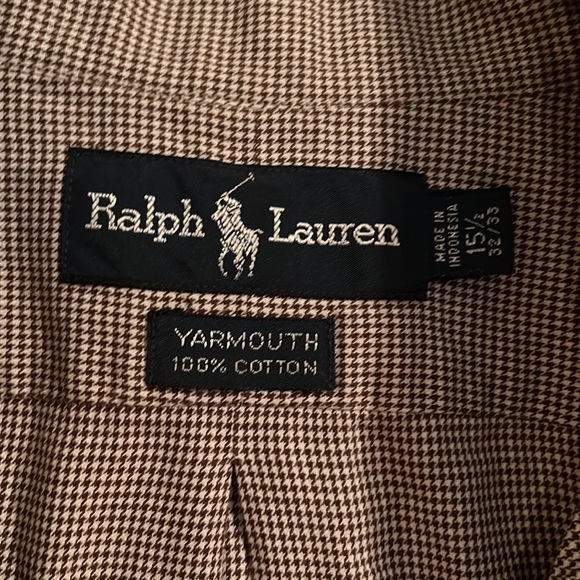 Ralph Lauren
MADE IN
INDONESIA
15½
32/33
YARMOUTH
100% COTTON